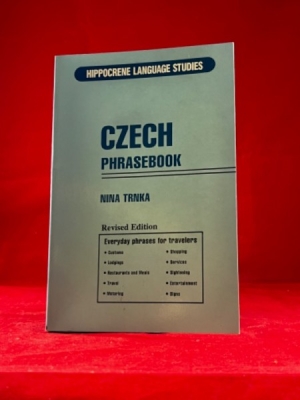 HIPPOCRENE LANGUAGE STUDIES
CZECH
PHRASEBOOK
NINA TRNKA
Revised Edition
Everyday phrases for travelers
• Customs
• Lodgings
• Restaurants and Meals
• Travel
• Motoring
• Shopping
• Services
• Sightseeing
• Entertainment
• Signs